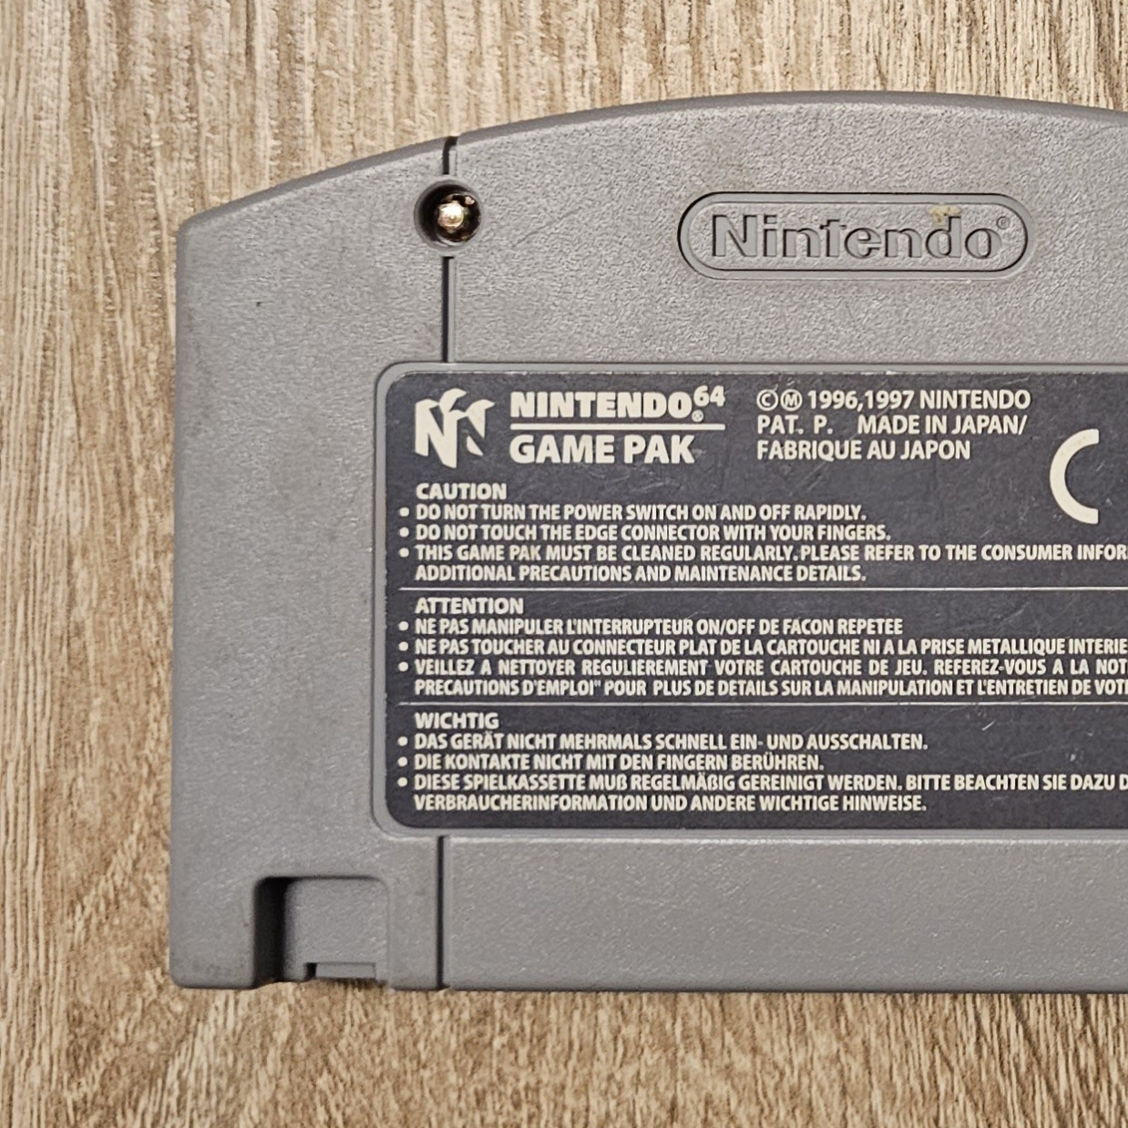 Nintendo®
NINTENDO⁶⁴®
GAME PAK
©Ⓜ 1996,1997 NINTENDO
PAT. P. MADE IN JAPAN/
FABRIQUE AU JAPON
CAUTION
• DO NOT TURN THE POWER SWITCH ON AND OFF RAPIDLY.
• DO NOT TOUCH THE EDGE CONNECTOR WITH YOUR FINGERS.
• THIS GAME PAK MUST BE CLEANED REGULARLY. PLEASE REFER TO THE CONSUMER INFOR
ADDITIONAL PRECAUTIONS AND MAINTENANCE DETAILS.
ATTENTION
• NE PAS MANIPULER L'INTERRUPTEUR ON/OFF DE FACON REPETEE
• NE PAS TOUCHER AU CONNECTEUR PLAT DE LA CARTOUCHE NI A LA PRISE METALLIQUE INTERIE
• VEILLEZ A NETTOYER REGULIEREMENT VOTRE CARTOUCHE DE JEU. REFEREZ-VOUS A LA NOT
PRECAUTIONS D'EMPLOI" POUR PLUS DE DETAILS SUR LA MANIPULATION ET L'ENTRETIEN DE VOT
WICHTIG
• DAS GERÄT NICHT MEHRMALS SCHNELL EIN- UND AUSSCHALTEN.
• DIE KONTAKTE NICHT MIT DEN FINGERN BERÜHREN.
• DIESE SPIELKASSETTE MUß REGELMÄßIG GEREINIGT WERDEN. BITTE BEACHTEN SIE DAZU D
VERBRAUCHERINFORMATION UND ANDERE WICHTIGE HINWEISE.